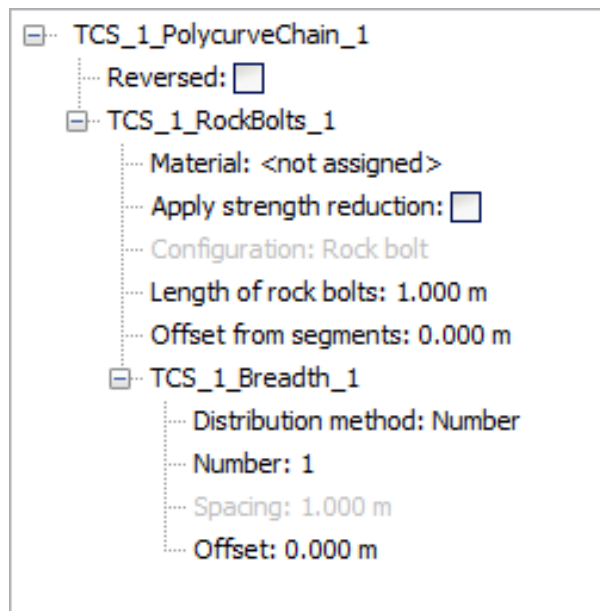 TCS_1_PolycurveChain_1
Reversed:
TCS_1_RockBolts_1
Material: <not assigned>
Apply strength reduction:
Configuration: Rock bolt
Length of rock bolts: 1.000 m
Offset from segments: 0.000 m
TCS_1_Breadth_1
Distribution method: Number
Number: 1
Spacing: 1.000 m
Offset: 0.000 m